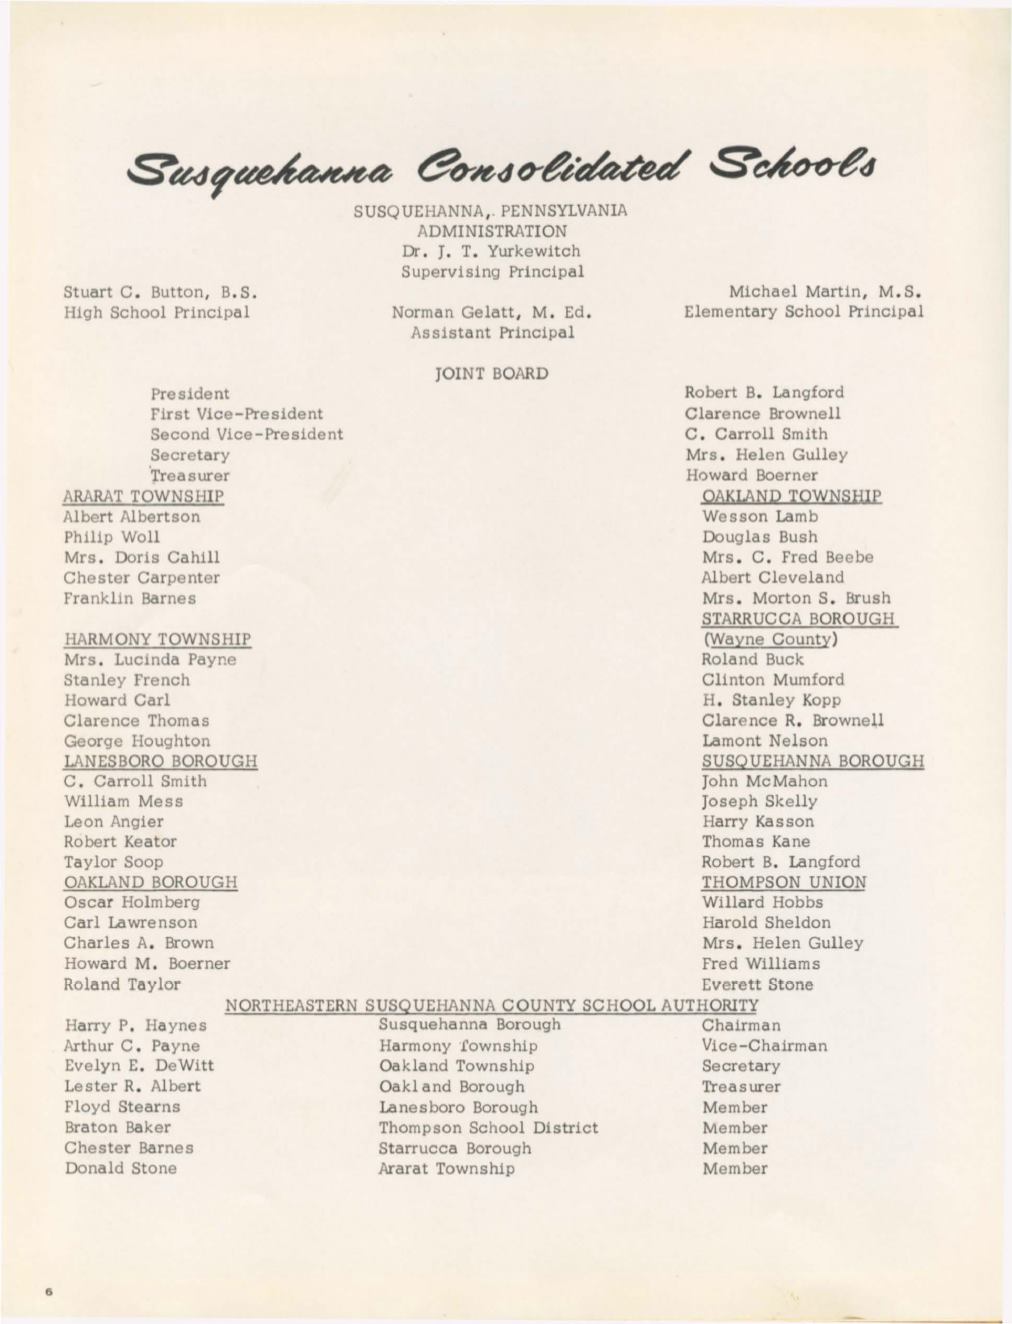 Susquehanna Consolidated Schools
SUSQUEHANNA, PENNSYLVANIA
ADMINISTRATION
Dr. J. T. Yurkewitch
Supervising Principal
Stuart C. Button, B.S.
High School Principal
Norman Gelatt, M. Ed.
Assistant Principal
Michael Martin, M.S.
Elementary School Principal
JOINT BOARD
President Robert B. Langford
First Vice-President Clarence Brownell
Second Vice-President C. Carroll Smith
Secretary Mrs. Helen Gulley
Treasurer Howard Boerner
ARARAT TOWNSHIP
Albert Albertson
Philip Woll
Mrs. Doris Cahill
Chester Carpenter
Franklin Barnes
HARMONY TOWNSHIP
Mrs. Lucinda Payne
Stanley French
Howard Carl
Clarence Thomas
George Houghton
LANESBORO BOROUGH
C. Carroll Smith
William Mess
Leon Angier
Robert Keator
Taylor Soop
OAKLAND BOROUGH
Oscar Holmberg
Carl Lawrenson
Charles A. Brown
Howard M. Boerner
Roland Taylor
OAKLAND TOWNSHIP
Wesson Lamb
Douglas Bush
Mrs. C. Fred Beebe
Albert Cleveland
Mrs. Morton S. Brush
STARRUCCA BOROUGH
(Wayne County)
Roland Buck
Clinton Mumford
H. Stanley Kopp
Clarence R. Brownell
Lamont Nelson
SUSQUEHANNA BOROUGH
John McMahon
Joseph Skelly
Harry Kasson
Thomas Kane
Robert B. Langford
THOMPSON UNION
Willard Hobbs
Harold Sheldon
Mrs. Helen Gulley
Fred Williams
Everett Stone
NORTHEASTERN SUSQUEHANNA COUNTY SCHOOL AUTHORITY
Harry P. Haynes Susquehanna Borough Chairman
Arthur C. Payne Harmony Township Vice-Chairman
Evelyn E. DeWitt Oakland Township Secretary
Lester R. Albert Oakland Borough Treasurer
Floyd Stearns Lanesboro Borough Member
Braton Baker Thompson School District Member
Chester Barnes Starrucca Borough Member
Donald Stone Ararat Township Member
6